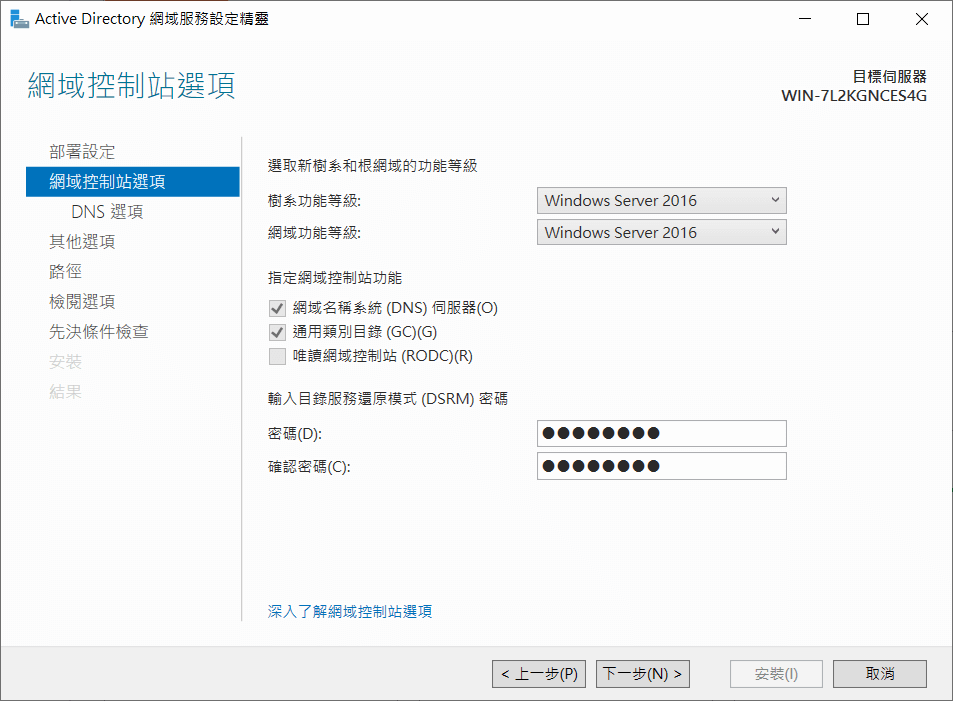 Active Directory 網域服務設定精靈
網域控制站選項
目標伺服器
WIN-7L2KGNCES4G
部署設定
網域控制站選項
DNS 選項
其他選項
路徑
檢閱選項
先決條件檢查
安裝
結果
選取新樹系和根網域的功能等級
樹系功能等級: Windows Server 2016
網域功能等級: Windows Server 2016
指定網域控制站功能
網域名稱系統 (DNS) 伺服器(O)
通用類別目錄 (GC)(G)
唯讀網域控制站 (RODC)(R)
輸入目錄服務還原模式 (DSRM) 密碼
密碼(D): ●●●●●●●●
確認密碼(C): ●●●●●●●●
深入了解網域控制站選項
< 上一步(P) 下一步(N) > 安裝(I) 取消